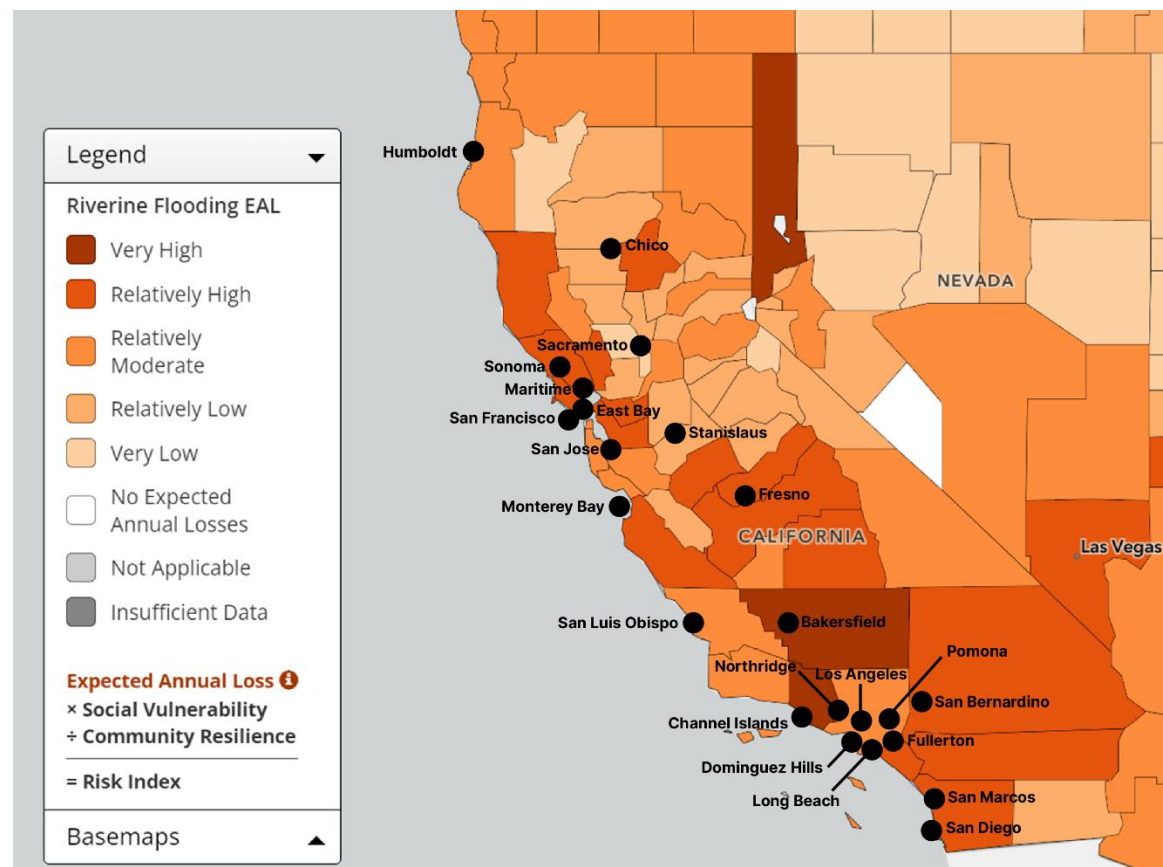 Legend
Riverine Flooding EAL
Very High
Relatively High
Relatively
Moderate
Relatively Low
Very Low
No Expected
Annual Losses
Not Applicable
Insufficient Data
Expected Annual Loss
× Social Vulnerability
÷ Community Resilience
= Risk Index
Basemaps
Humboldt
Chico
NEVADA
Sacramento
Sonoma
Maritime
East Bay
San Francisco
Stanislaus
San Jose
Fresno
Monterey Bay
CALIFORNIA
Las Vegas
San Luis Obispo
Bakersfield
Pomona
Northridge
Los Angeles
San Bernardino
Channel Islands
Fullerton
Dominguez Hills
Long Beach
San Marcos
San Diego